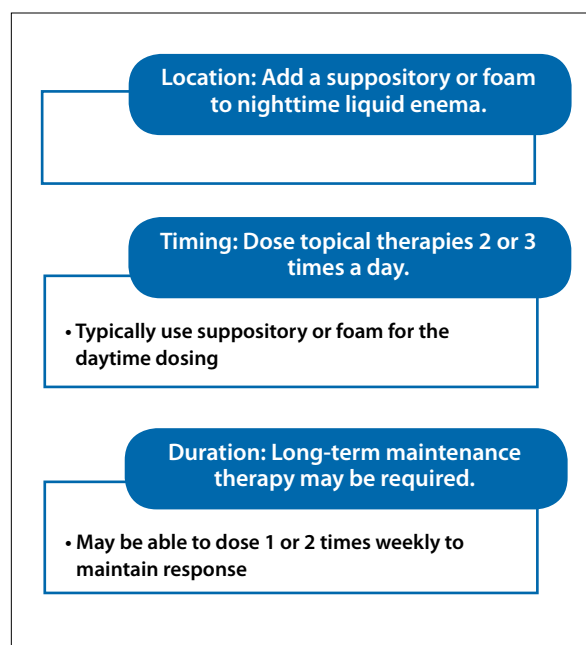 Location: Add a suppository or foam
to nighttime liquid enema.
Timing: Dose topical therapies 2 or 3
times a day.
• Typically use suppository or foam for the
daytime dosing
Duration: Long-term maintenance
therapy may be required.
• May be able to dose 1 or 2 times weekly to
maintain response